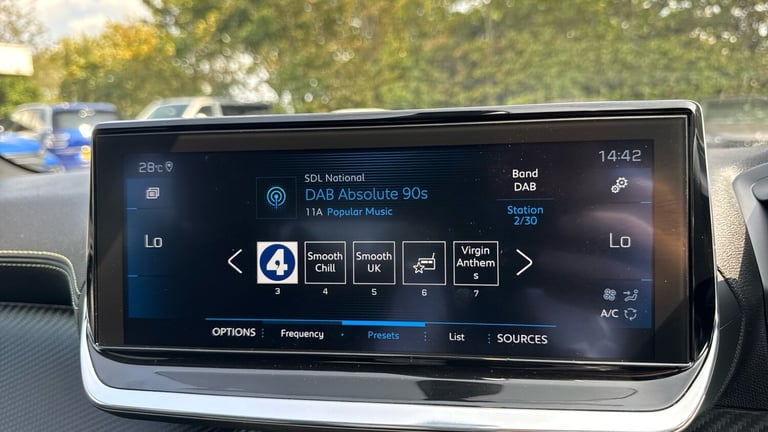 28°C
14:42
SDL National
DAB Absolute 90s
11A Popular Music
Band
DAB
Station
2/30
Lo
Lo
4
Smooth
Chill
Smooth
UK
Virgin
Anthem
s
3
4
5
6
7
A/C
OPTIONS
Frequency
Presets
List
SOURCES